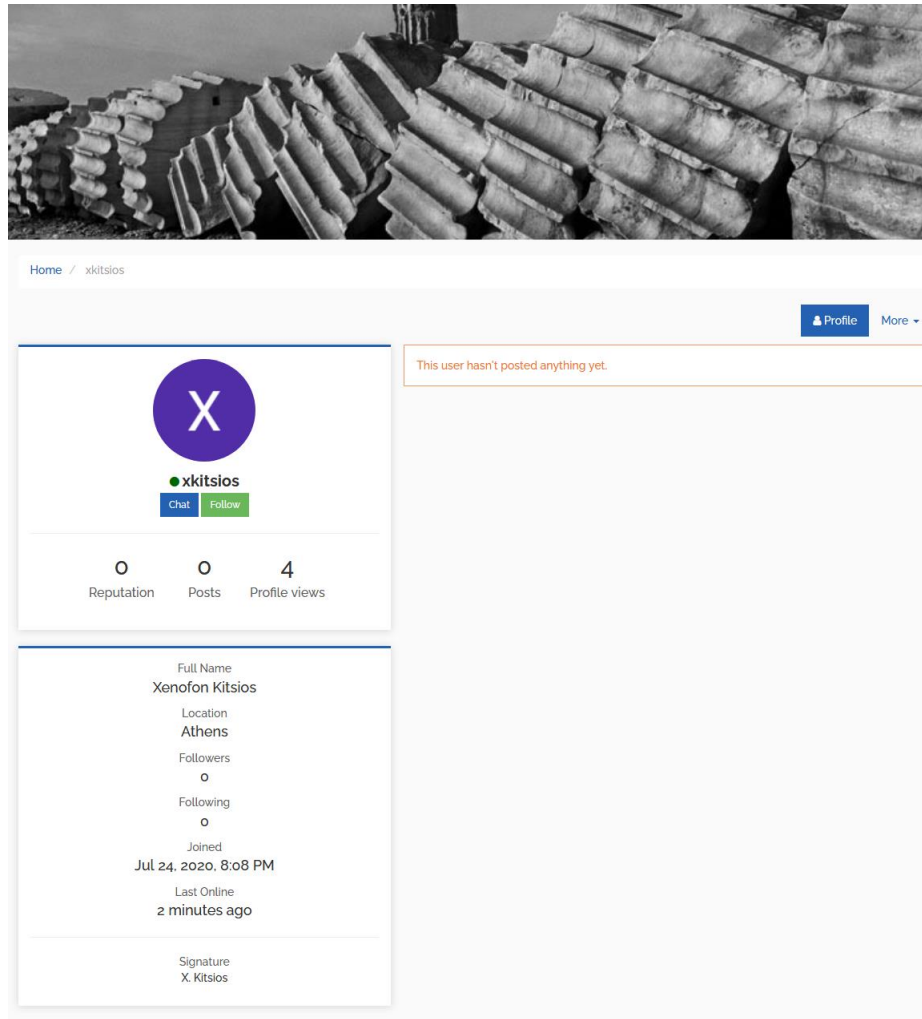 Home / xkitsios
Profile More
This user hasn't posted anything yet.
X
xkitsios
Chat Follow
0 0 4
Reputation Posts Profile views
Full Name
Xenofon Kitsios
Location
Athens
Followers
0
Following
0
Joined
Jul 24, 2020, 8:08 PM
Last Online
2 minutes ago
Signature
X. Kitsios